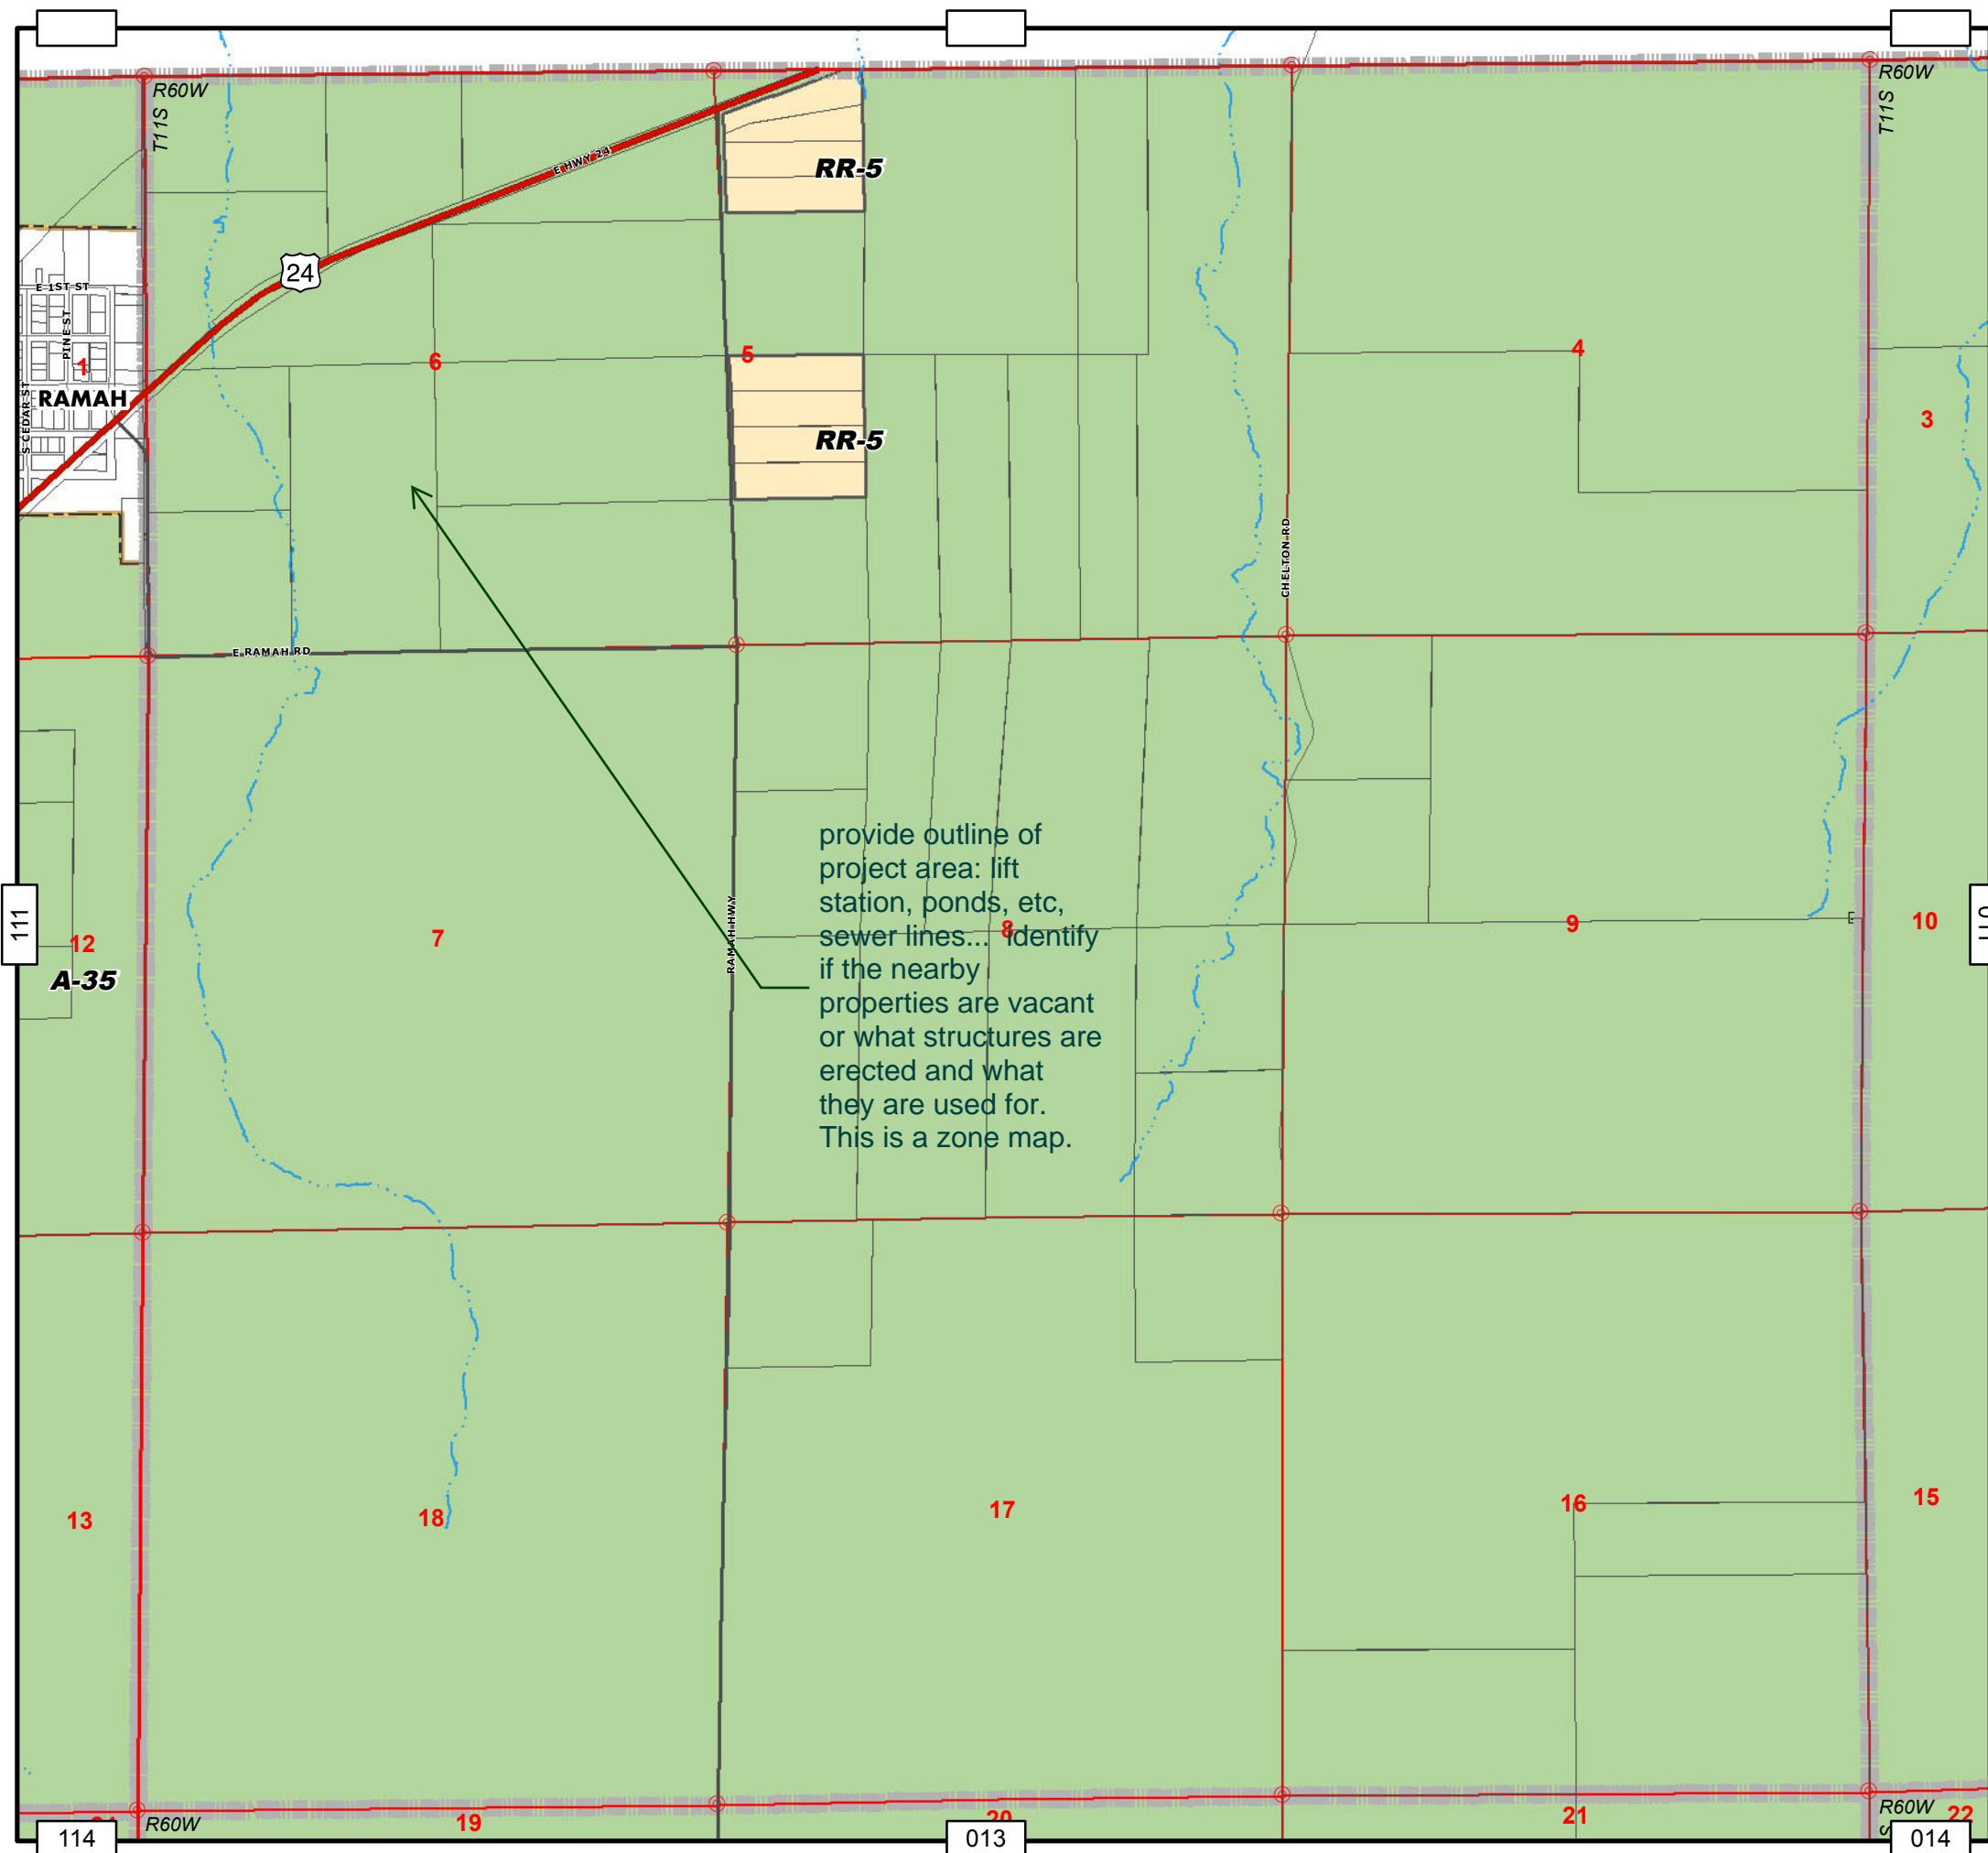 R60W
T11S
R60W
T11S
E HWY 24
RR-5
24
E 1ST ST
PINE ST
1
6
5
4
S CEDAR ST
RAMAH
3
RR-5
CHELTON RD
E RAMAH RD
provide outline of
project area: lift
station, ponds, etc,
sewer lines... Identify
if the nearby
properties are vacant
or what structures are
erected and what
they are used for.
This is a zone map.
111
12
7
RAMAH HWY
8
9
10
A-35
13
18
17
16
15
19
20
21
22
R60W
R60W
S
114
013
014